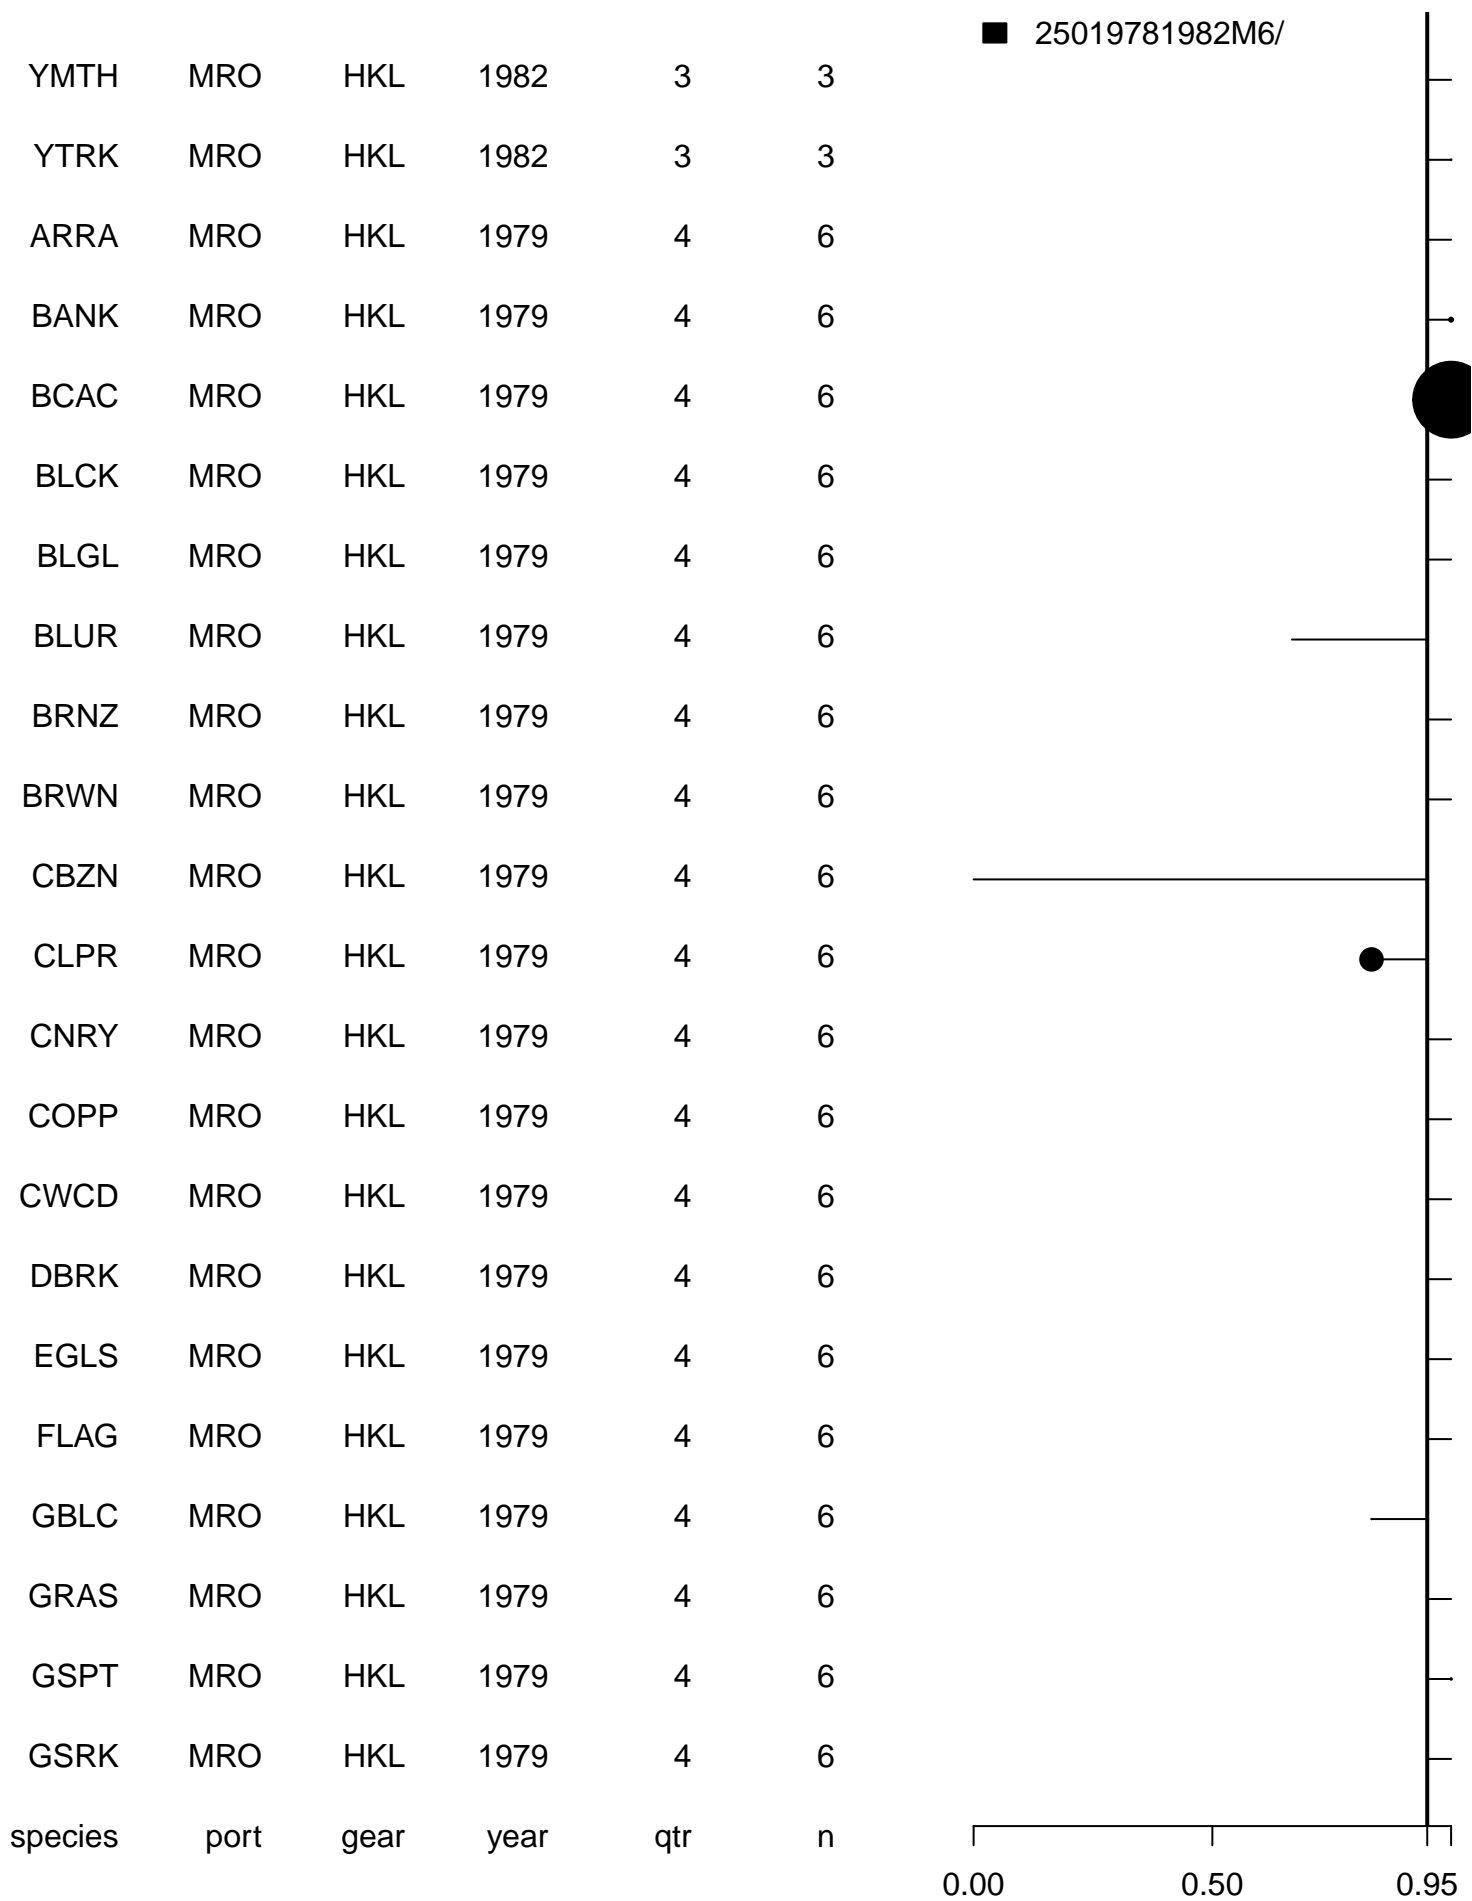 25019781982M6/
YMTH MRO HKL 1982 3 3
YTRK MRO HKL 1982 3 3
ARRA MRO HKL 1979 4 6
BANK MRO HKL 1979 4 6
BCAC MRO HKL 1979 4 6
BLCK MRO HKL 1979 4 6
BLGL MRO HKL 1979 4 6
BLUR MRO HKL 1979 4 6
BRNZ MRO HKL 1979 4 6
BRWN MRO HKL 1979 4 6
CBZN MRO HKL 1979 4 6
CLPR MRO HKL 1979 4 6
CNRY MRO HKL 1979 4 6
COPP MRO HKL 1979 4 6
CWCD MRO HKL 1979 4 6
DBRK MRO HKL 1979 4 6
EGLS MRO HKL 1979 4 6
FLAG MRO HKL 1979 4 6
GBLC MRO HKL 1979 4 6
GRAS MRO HKL 1979 4 6
GSPT MRO HKL 1979 4 6
GSRK MRO HKL 1979 4 6
species port gear year qtr n
0.00 0.50 0.95